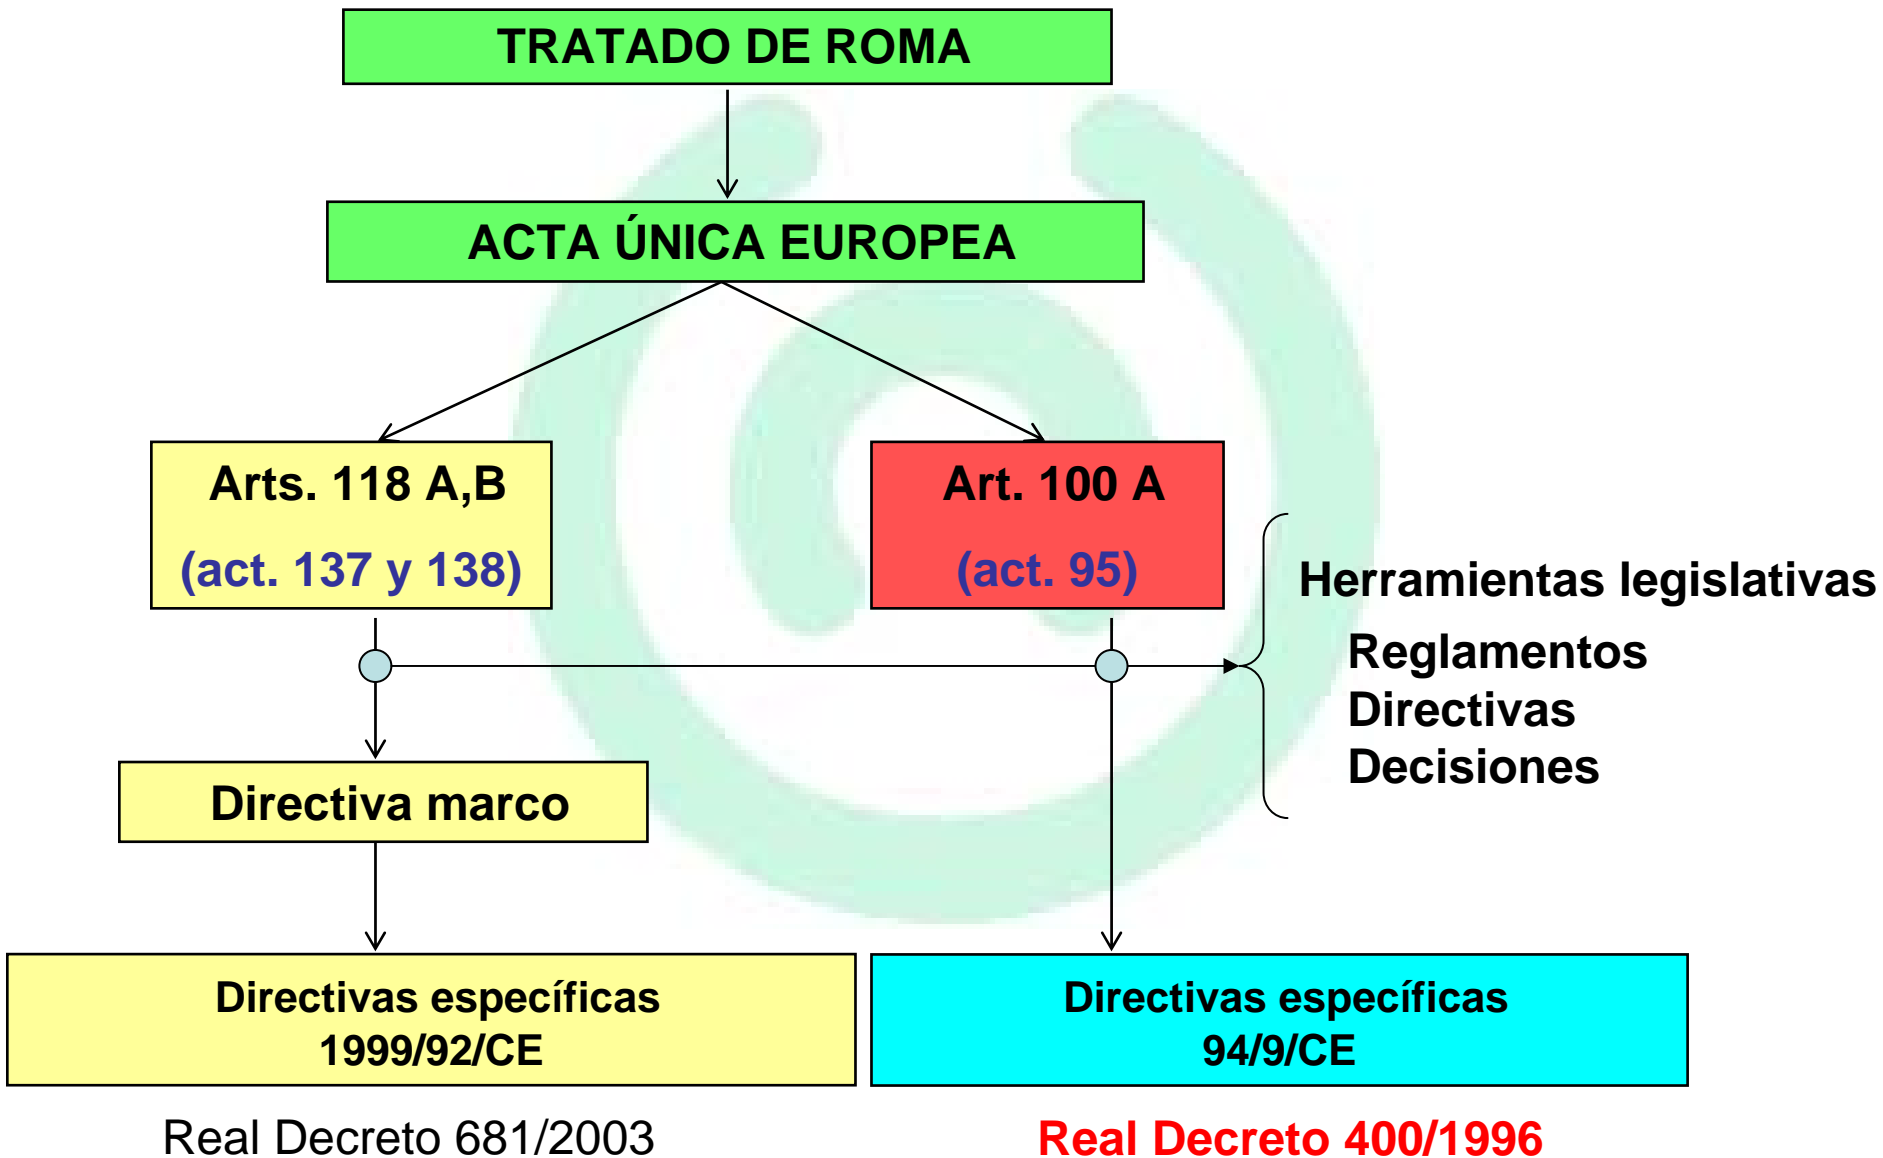 TRATADO DE ROMA
ACTA ÚNICA EUROPEA
Arts. 118 A,B
(act. 137 y 138)
Art. 100 A
(act. 95)
Herramientas legislativas
Reglamentos
Directivas
Decisiones
Directiva marco
Directivas específicas
1999/92/CE
Directivas específicas
94/9/CE
Real Decreto 681/2003
Real Decreto 400/1996